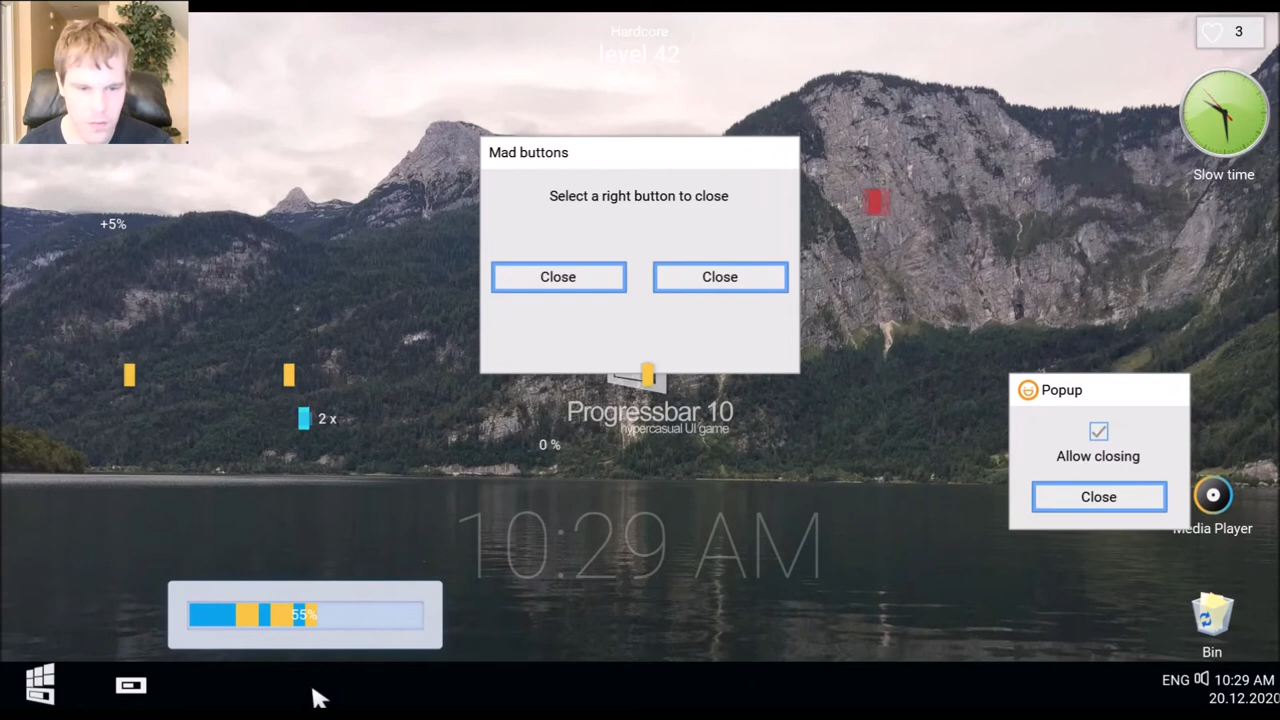 Hardcore
level 42
3
Slow time
Mad buttons
Select a right button to close
Close
Close
+5%
2 x
0 %
Progressbar 10
hypercasual UI game
Popup
Allow closing
Close
Media Player
10:29 AM
55%
Bin
ENG 10:29 AM
20.12.2020